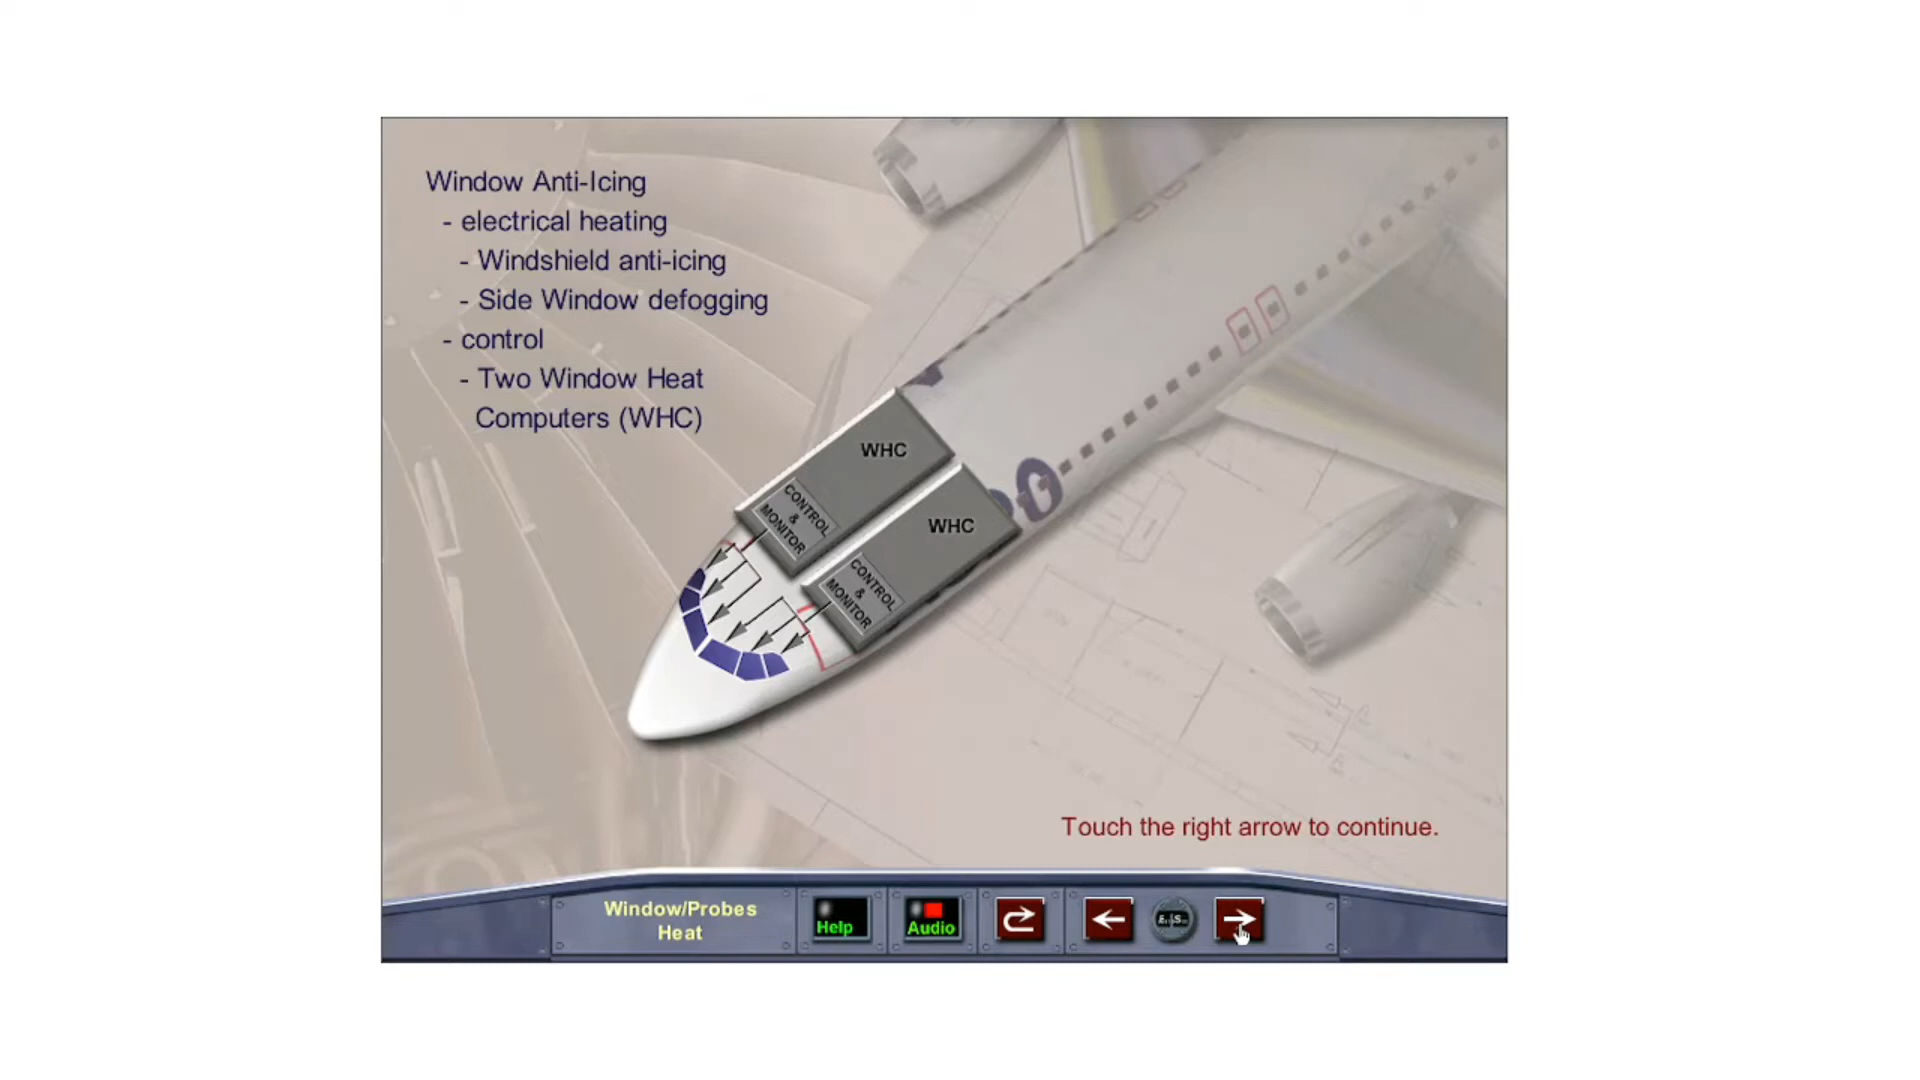 Window Anti-Icing
- electrical heating
- Windshield anti-icing
- Side Window defogging
- control
- Two Window Heat
Computers (WHC)
WHC
CONTROL
&
MONITOR
WHC
CONTROL
&
MONITOR
Touch the right arrow to continue.
Window/Probes
Heat
Help
Audio